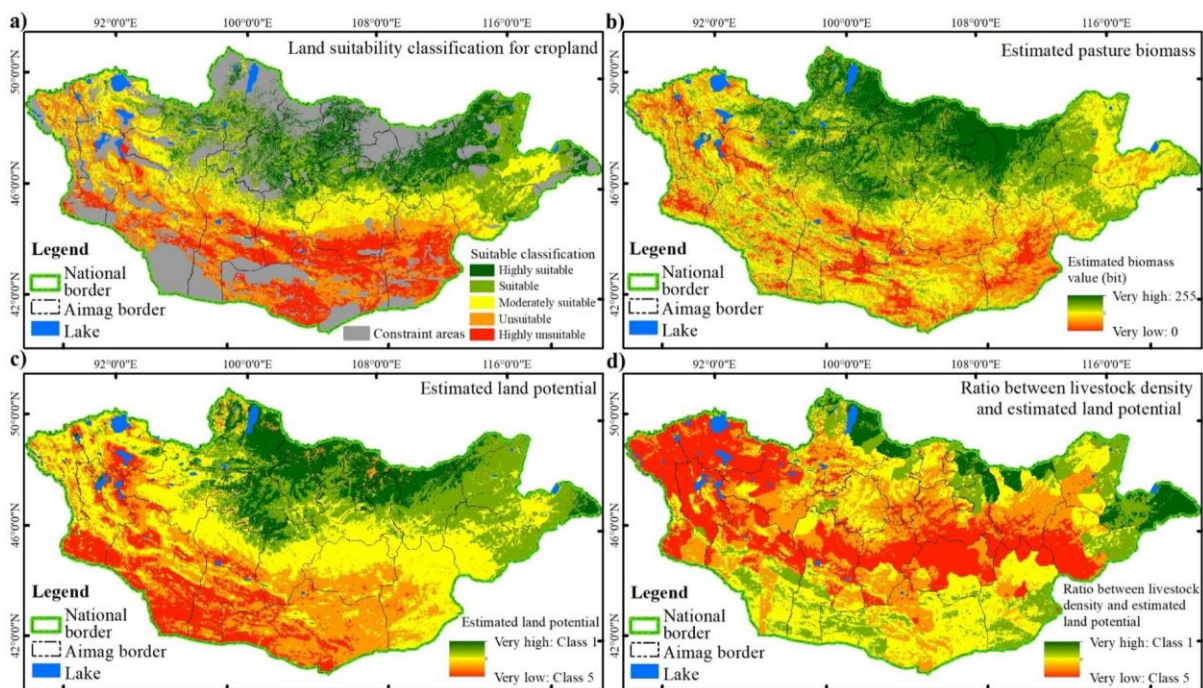 a)
92°0'0"E 100°0'0"E 108°0'0"E 116°0'0"E
Land suitability classification for cropland
50°0'0"N
46°0'0"N
42°0'0"N
Legend
National
border
Aimag border
Lake
Constraint areas
Suitable classification
Highly suitable
Suitable
Moderately suitable
Unsuitable
Highly unsuitable
b)
92°0'0"E 100°0'0"E 108°0'0"E 116°0'0"E
Estimated pasture biomass
50°0'0"N
46°0'0"N
42°0'0"N
Legend
National
border
Aimag border
Lake
Estimated biomass
value (bit)
Very high: 255
Very low: 0
c)
92°0'0"E 100°0'0"E 108°0'0"E 116°0'0"E
Estimated land potential
50°0'0"N
46°0'0"N
42°0'0"N
Legend
National
border
Aimag border
Lake
Estimated land potential
Very high: Class 1
Very low: Class 5
d)
92°0'0"E 100°0'0"E 108°0'0"E 116°0'0"E
Ratio between livestock density
and estimated land potential
50°0'0"N
46°0'0"N
42°0'0"N
Legend
National
border
Aimag border
Lake
Ratio between livestock
density and estimated
land potential
Very high: Class 1
Very low: Class 5